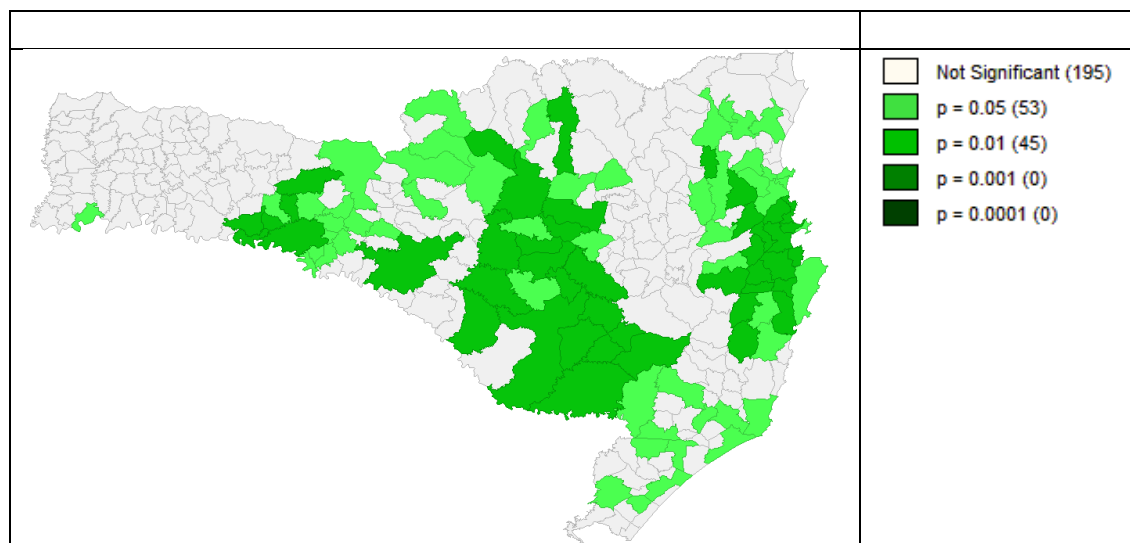 Not Significant (195)
p = 0.05 (53)
p = 0.01 (45)
p = 0.001 (0)
p = 0.0001 (0)